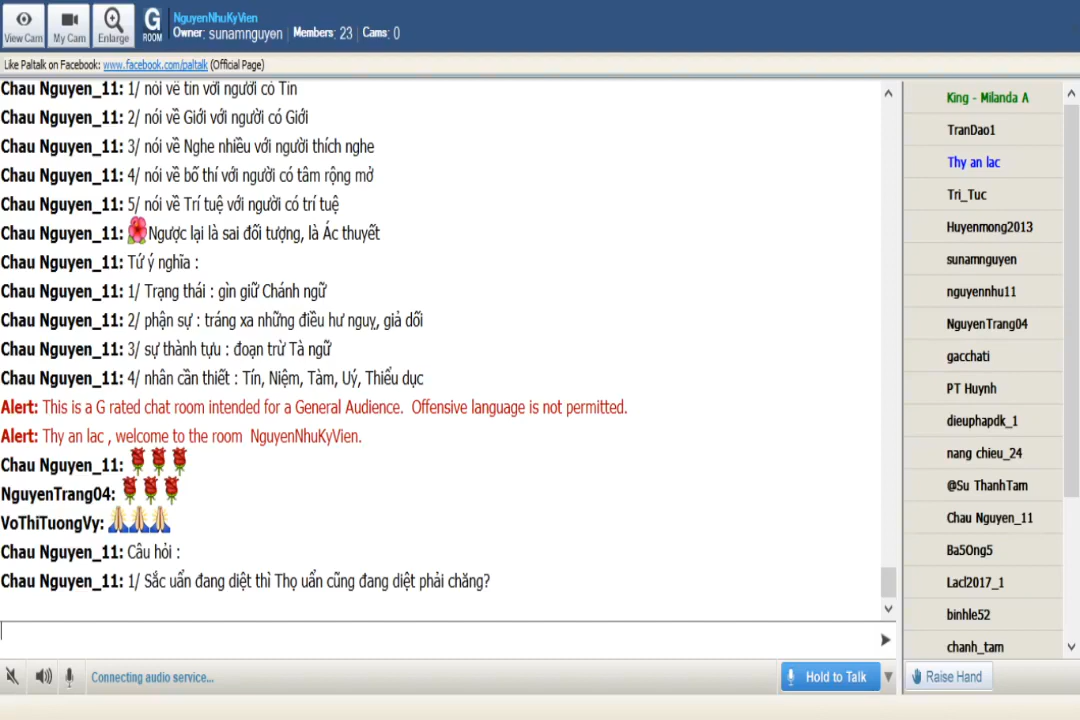 NguyenNhuKyVien
View Cam
My Cam
Enlarge
G ROOM
Owner: sunamnguyen | Members: 23 | Cams: 0
Like Paltalk on Facebook: www.facebook.com/paltalk (Official Page)
Chau Nguyen_11: 1/ nói về tín với người có Tín
Chau Nguyen_11: 2/ nói về Giới với người có Giới
Chau Nguyen_11: 3/ nói về Nghe nhiều với người thích nghe
Chau Nguyen_11: 4/ nói về bố thí với người có tâm rộng mở
Chau Nguyen_11: 5/ nói về Trí tuệ với người có trí tuệ
Chau Nguyen_11: Ngược lại là sai đối tượng, là Ác thuyết
Chau Nguyen_11: Tứ ý nghĩa :
Chau Nguyen_11: 1/ Trạng thái : gìn giữ Chánh ngữ
Chau Nguyen_11: 2/ phận sự : tráng xa những điều hư ngụy, giả dối
Chau Nguyen_11: 3/ sự thành tựu : đoạn trừ Tà ngữ
Chau Nguyen_11: 4/ nhân cần thiết : Tín, Niệm, Tàm, Uý, Thiểu dục
Alert: This is a G rated chat room intended for a General Audience. Offensive language is not permitted.
Alert: Thy an lac , welcome to the room NguyenNhuKyVien.
Chau Nguyen_11:
NguyenTrang04:
VoThiTuongVy:
Chau Nguyen_11: Câu hỏi :
Chau Nguyen_11: 1/ Sắc uẩn đang diệt thì Thọ uẩn cũng đang diệt phải chăng?
Connecting audio service...
Hold to Talk
King - Milanda A
TranDao1
Thy an lac
Tri_Tuc
Huyenmong2013
sunamnguyen
nguyennhu11
NguyenTrang04
gacchati
PT Huynh
dieuphapdk_1
nang chieu_24
@Su ThanhTam
Chau Nguyen_11
Ba5Ong5
Lacl2017_1
binhle52
chanh_tam
Raise Hand